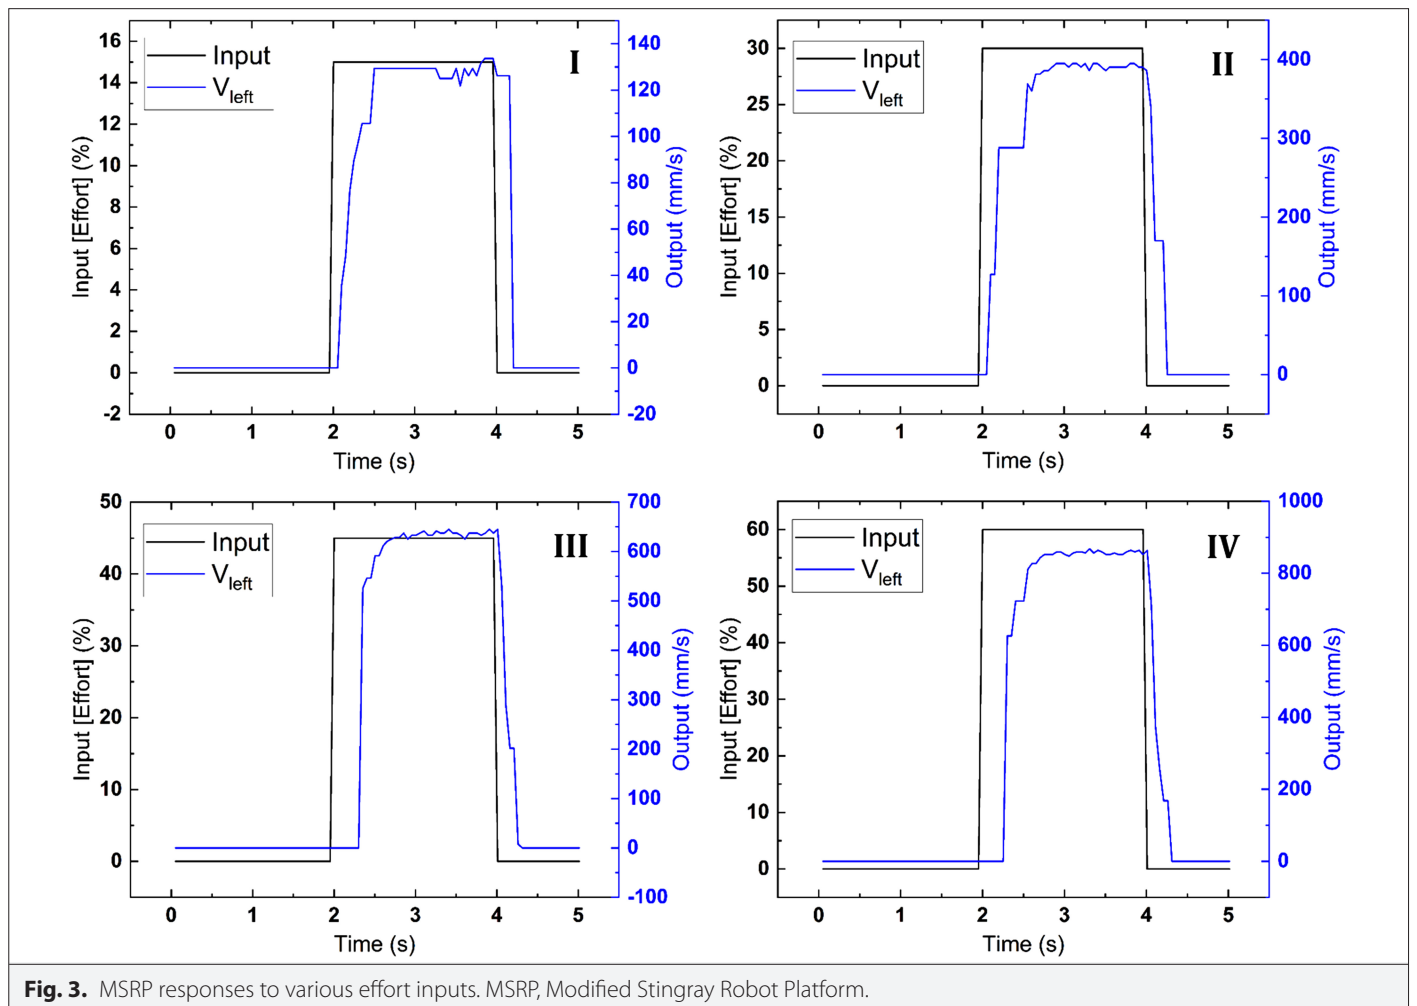 16
14
12
10
8
6
4
2
0
-2
Input [Effort] (%)
Input
V left
I
140
120
100
80
60
40
20
0
-20
Output (mm/s)
0 1 2 3 4 5
Time (s)
30
25
20
15
10
5
0
Input [Effort] (%)
Input
V left
II
400
300
200
100
0
Output (mm/s)
0 1 2 3 4 5
Time (s)
50
40
30
20
10
0
Input [Effort] (%)
Input
V left
III
700
600
500
400
300
200
100
0
-100
Output (mm/s)
0 1 2 3 4 5
Time (s)
60
50
40
30
20
10
0
Input [Effort] (%)
Input
V left
IV
1000
800
600
400
200
0
Output (mm/s)
0 1 2 3 4 5
Time (s)
Fig. 3. MSRP responses to various effort inputs. MSRP, Modified Stingray Robot Platform.